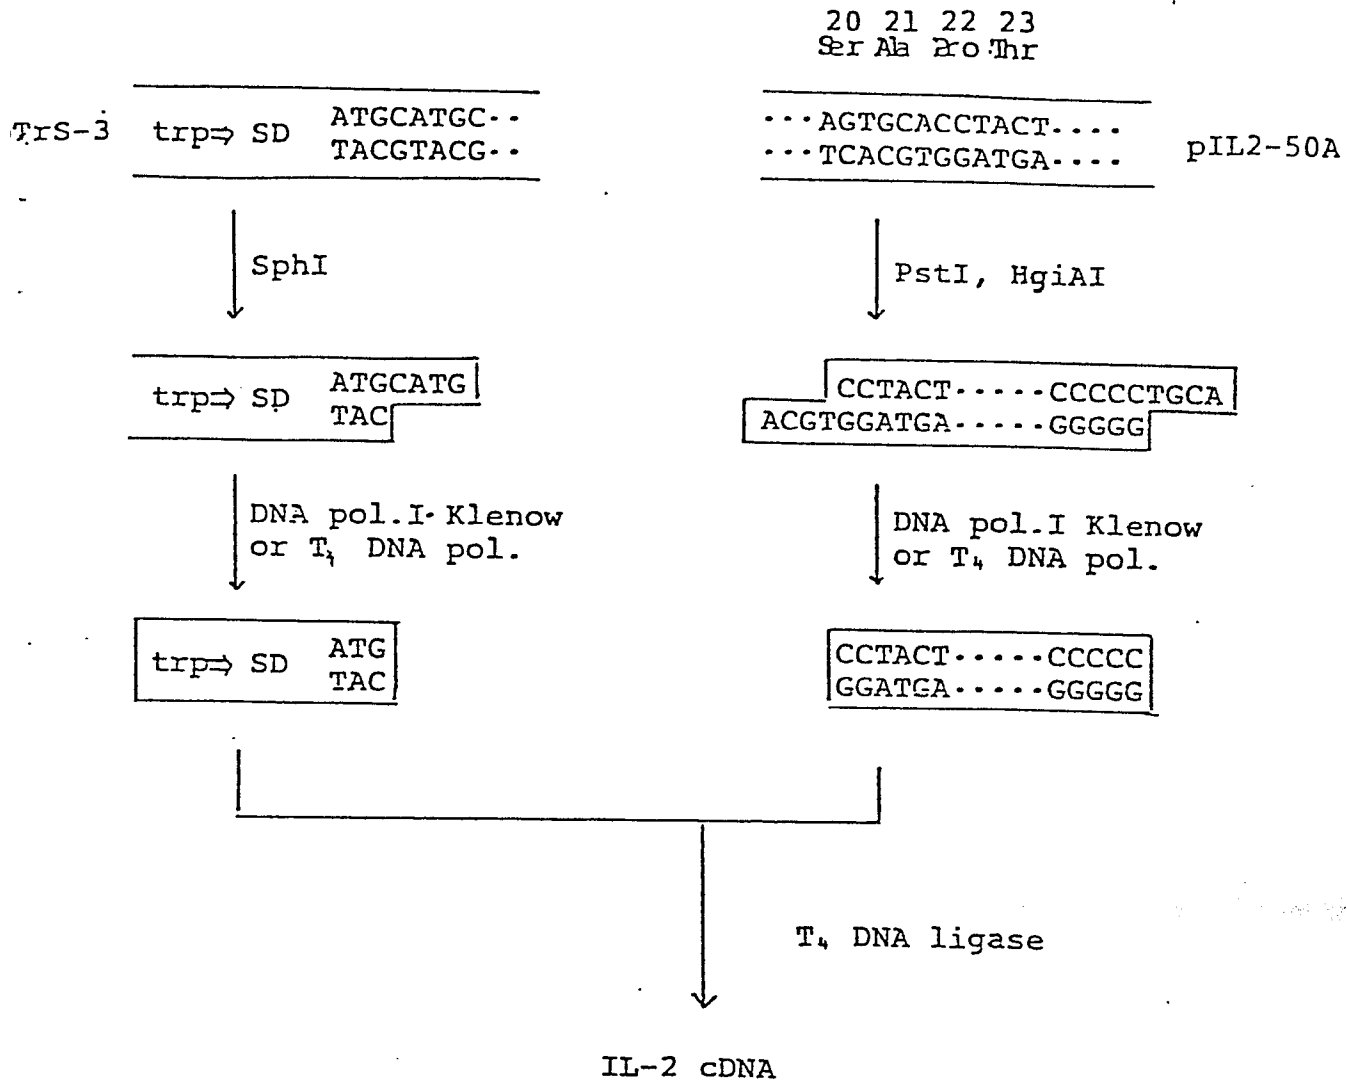 20 21 22 23
Ser Ala Pro Thr
TrS-3
trp⇒ SD
ATGCATGC··
TACGTACG··
···AGTGCACCTACT····
···TCACGTGGATGA····
pIL2-50A
SphI
PstI, HgiAI
trp⇒ SD
ATGCATG
TAC
CCTACT·····CCCCCTGCA
ACGTGGATGA·····GGGGG
DNA pol.I Klenow
or T4 DNA pol.
DNA pol.I Klenow
or T4 DNA pol.
trp⇒ SD
ATG
TAC
CCTACT·····CCCCC
GGATGA·····GGGGG
T4 DNA ligase
IL-2 cDNA